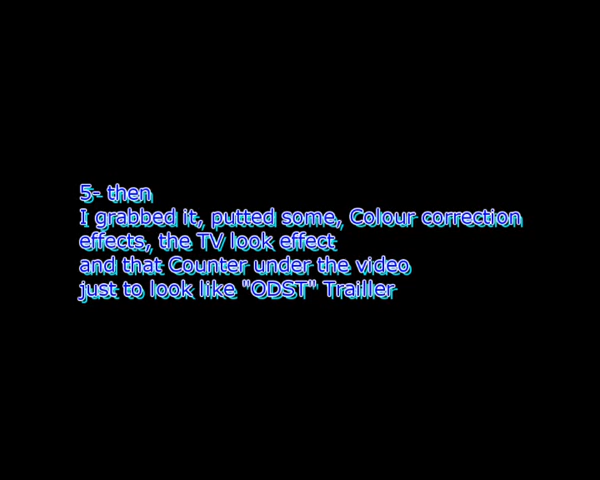 5- then
I grabbed it, putted some, Colour correction
effects, the TV look effect
and that Counter under the video
just to look like "ODST" Trailler